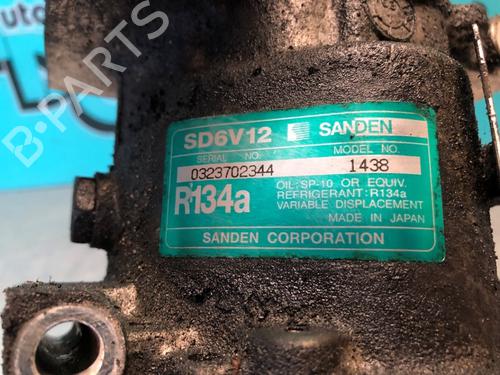 auto
B-PARTS
SD6V12 SANDEN
SERIAL NO. MODEL NO.
0323702344 1438
R134a
OIL: SP-10 OR EQUIV.
REFRIGERANT: R134a
VARIABLE DISPLACEMENT
MADE IN JAPAN
SANDEN CORPORATION